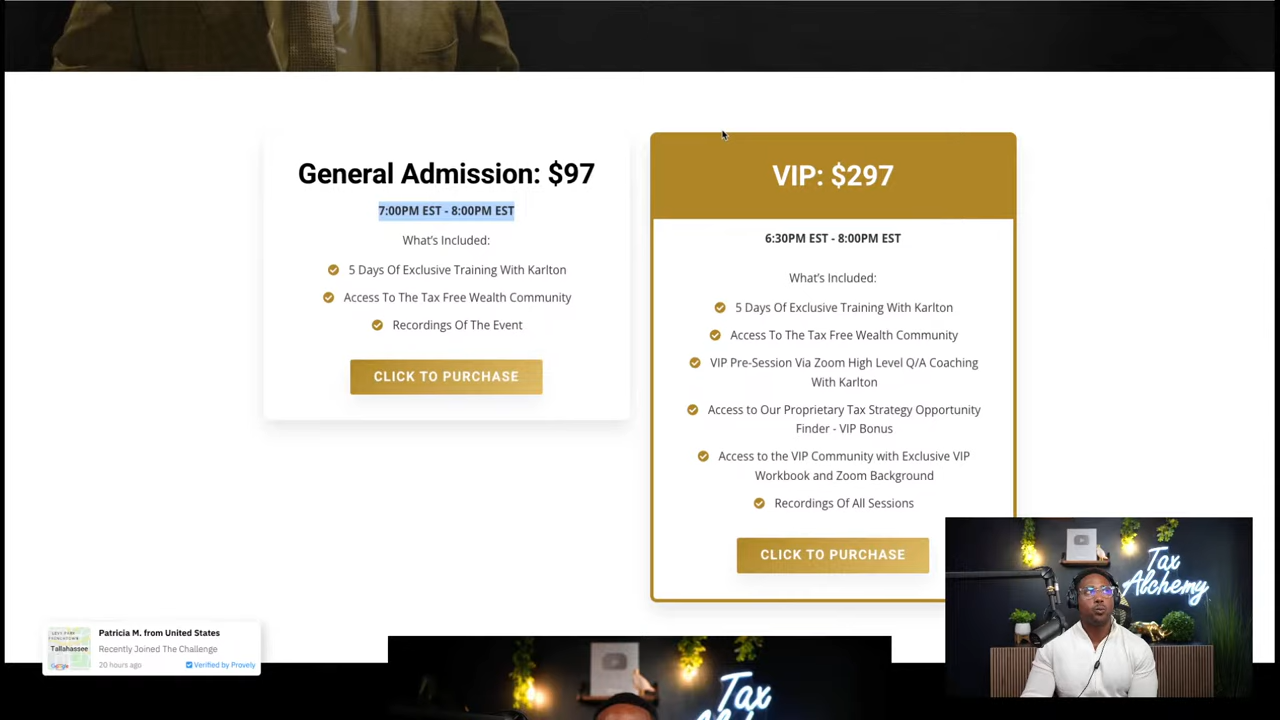 General Admission: $97
7:00PM EST - 8:00PM EST
What's Included:
5 Days Of Exclusive Training With Karlton
Access To The Tax Free Wealth Community
Recordings Of The Event
CLICK TO PURCHASE
VIP: $297
6:30PM EST - 8:00PM EST
What's Included:
5 Days Of Exclusive Training With Karlton
Access To The Tax Free Wealth Community
VIP Pre-Session Via Zoom High Level Q/A Coaching
With Karlton
Access to Our Proprietary Tax Strategy Opportunity
Finder - VIP Bonus
Access to the VIP Community with Exclusive VIP
Workbook and Zoom Background
Recordings Of All Sessions
CLICK TO PURCHASE
Tax
Alchemy
Tallahassee
Patricia M. from United States
Recently Joined The Challenge
20 hours ago
Verified by Provely
Tax